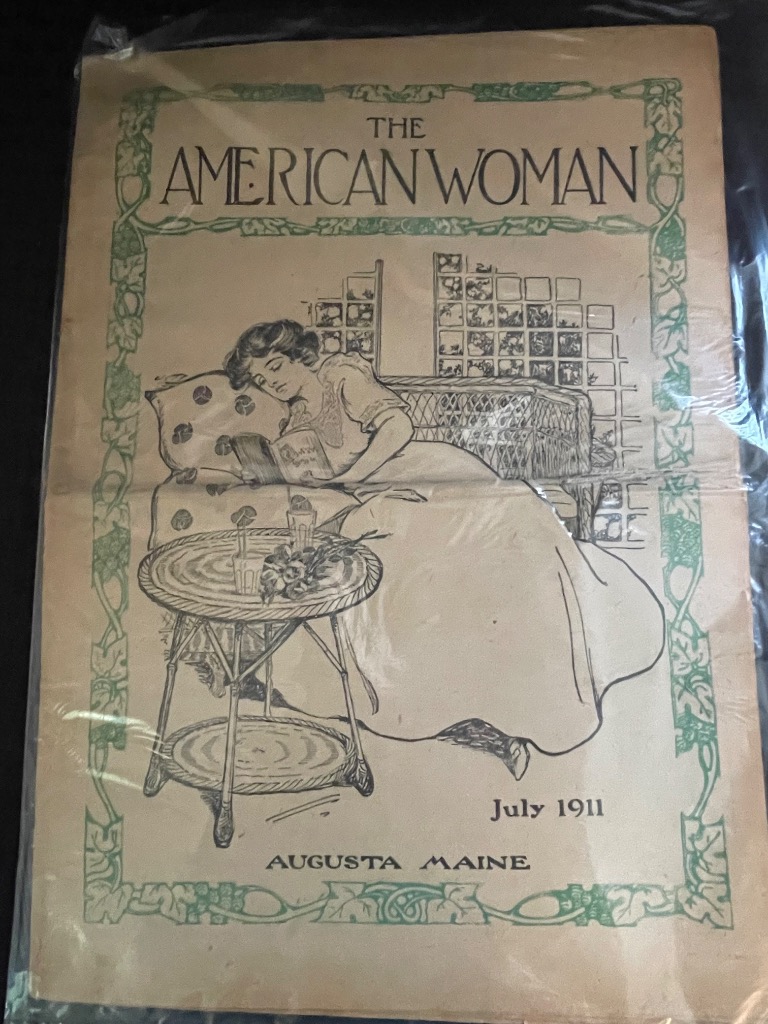 THE
AMERICAN WOMAN
July 1911
AUGUSTA MAINE